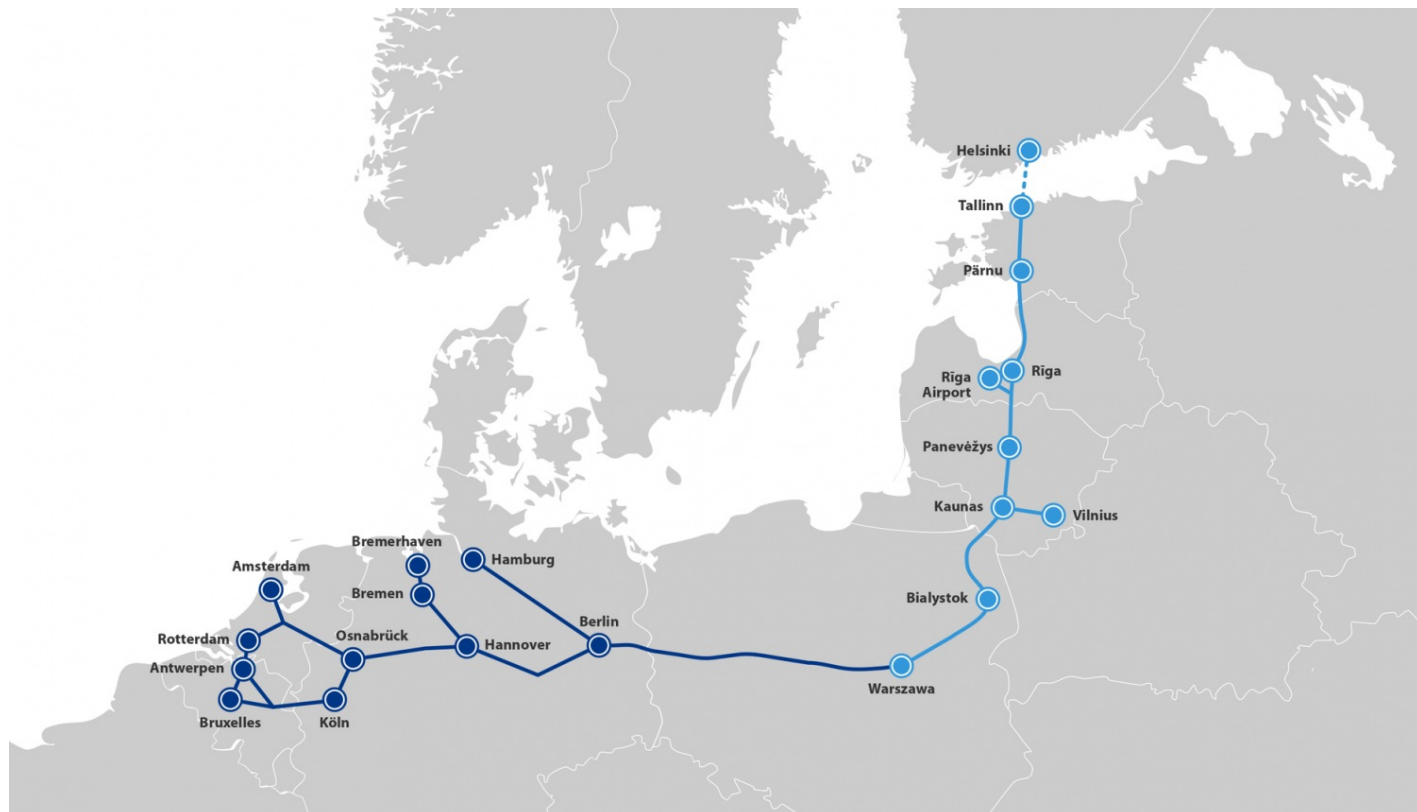 Helsinki
Tallinn
Pärnu
Rīga
Rīga
Airport
Panevėžys
Kaunas
Vilnius
Bremerhaven
Hamburg
Amsterdam
Bremen
Bialystok
Berlin
Rotterdam
Osnabrück
Hannover
Antwerpen
Warszawa
Bruxelles
Köln